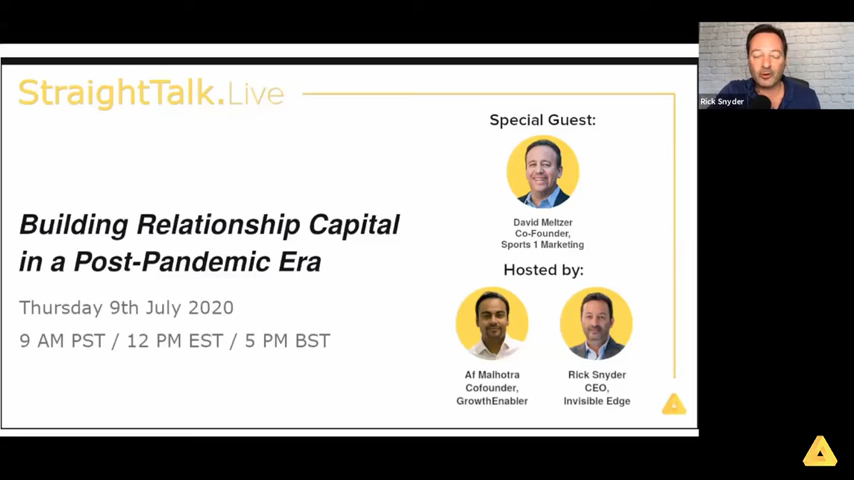 StraightTalk.Live
Building Relationship Capital
in a Post-Pandemic Era
Thursday 9th July 2020
9 AM PST / 12 PM EST / 5 PM BST
Special Guest:
David Meltzer
Co-Founder,
Sports 1 Marketing
Hosted by:
Af Malhotra
Cofounder,
GrowthEnabler
Rick Snyder
CEO,
Invisible Edge
Rick Snyder